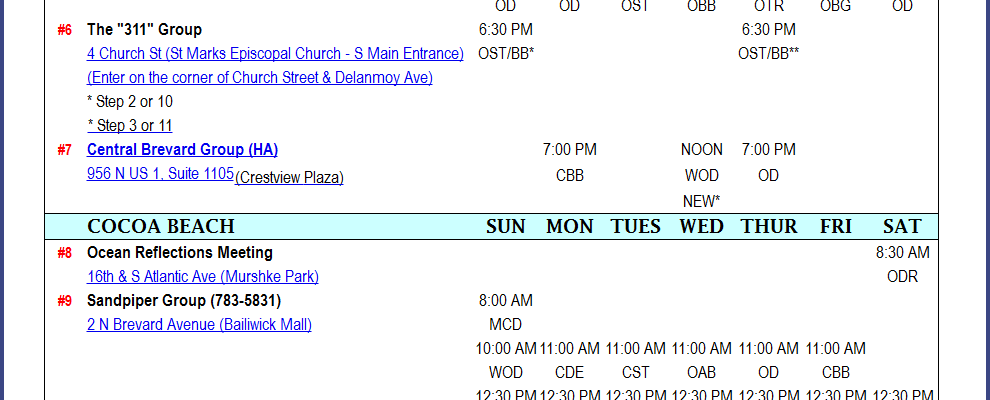 OD OD OST OBB OTR OBG OD
#6 The "311" Group 6:30 PM 6:30 PM
4 Church St (St Marks Episcopal Church - S Main Entrance) OST/BB* OST/BB**
(Enter on the corner of Church Street & Delanmoy Ave)
* Step 2 or 10
* Step 3 or 11
#7 Central Brevard Group (HA) 7:00 PM NOON 7:00 PM
956 N US 1, Suite 1105 (Crestview Plaza) CBB WOD OD
NEW*
COCOA BEACH SUN MON TUES WED THUR FRI SAT
#8 Ocean Reflections Meeting 8:30 AM
16th & S Atlantic Ave (Murshke Park) ODR
#9 Sandpiper Group (783-5831) 8:00 AM
2 N Brevard Avenue (Bailiwick Mall) MCD
10:00 AM 11:00 AM 11:00 AM 11:00 AM 11:00 AM 11:00 AM
WOD CDE CST OAB OD CBB
12:30 PM 12:30 PM 12:30 PM 12:30 PM 12:30 PM 12:30 PM 12:30 PM